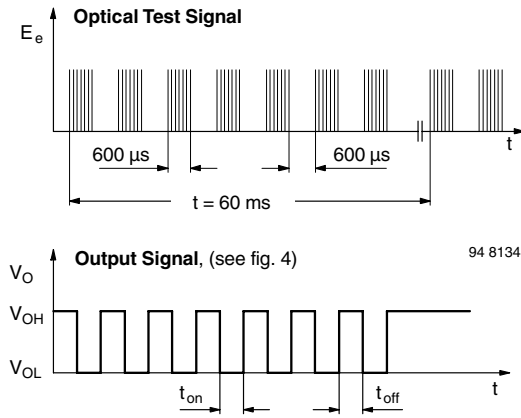 Optical Test Signal
E_e
t
600 µs
600 µs
t = 60 ms
94 8134
Output Signal, (see fig. 4)
V_O
V_OH
V_OL
t
t_on
t_off